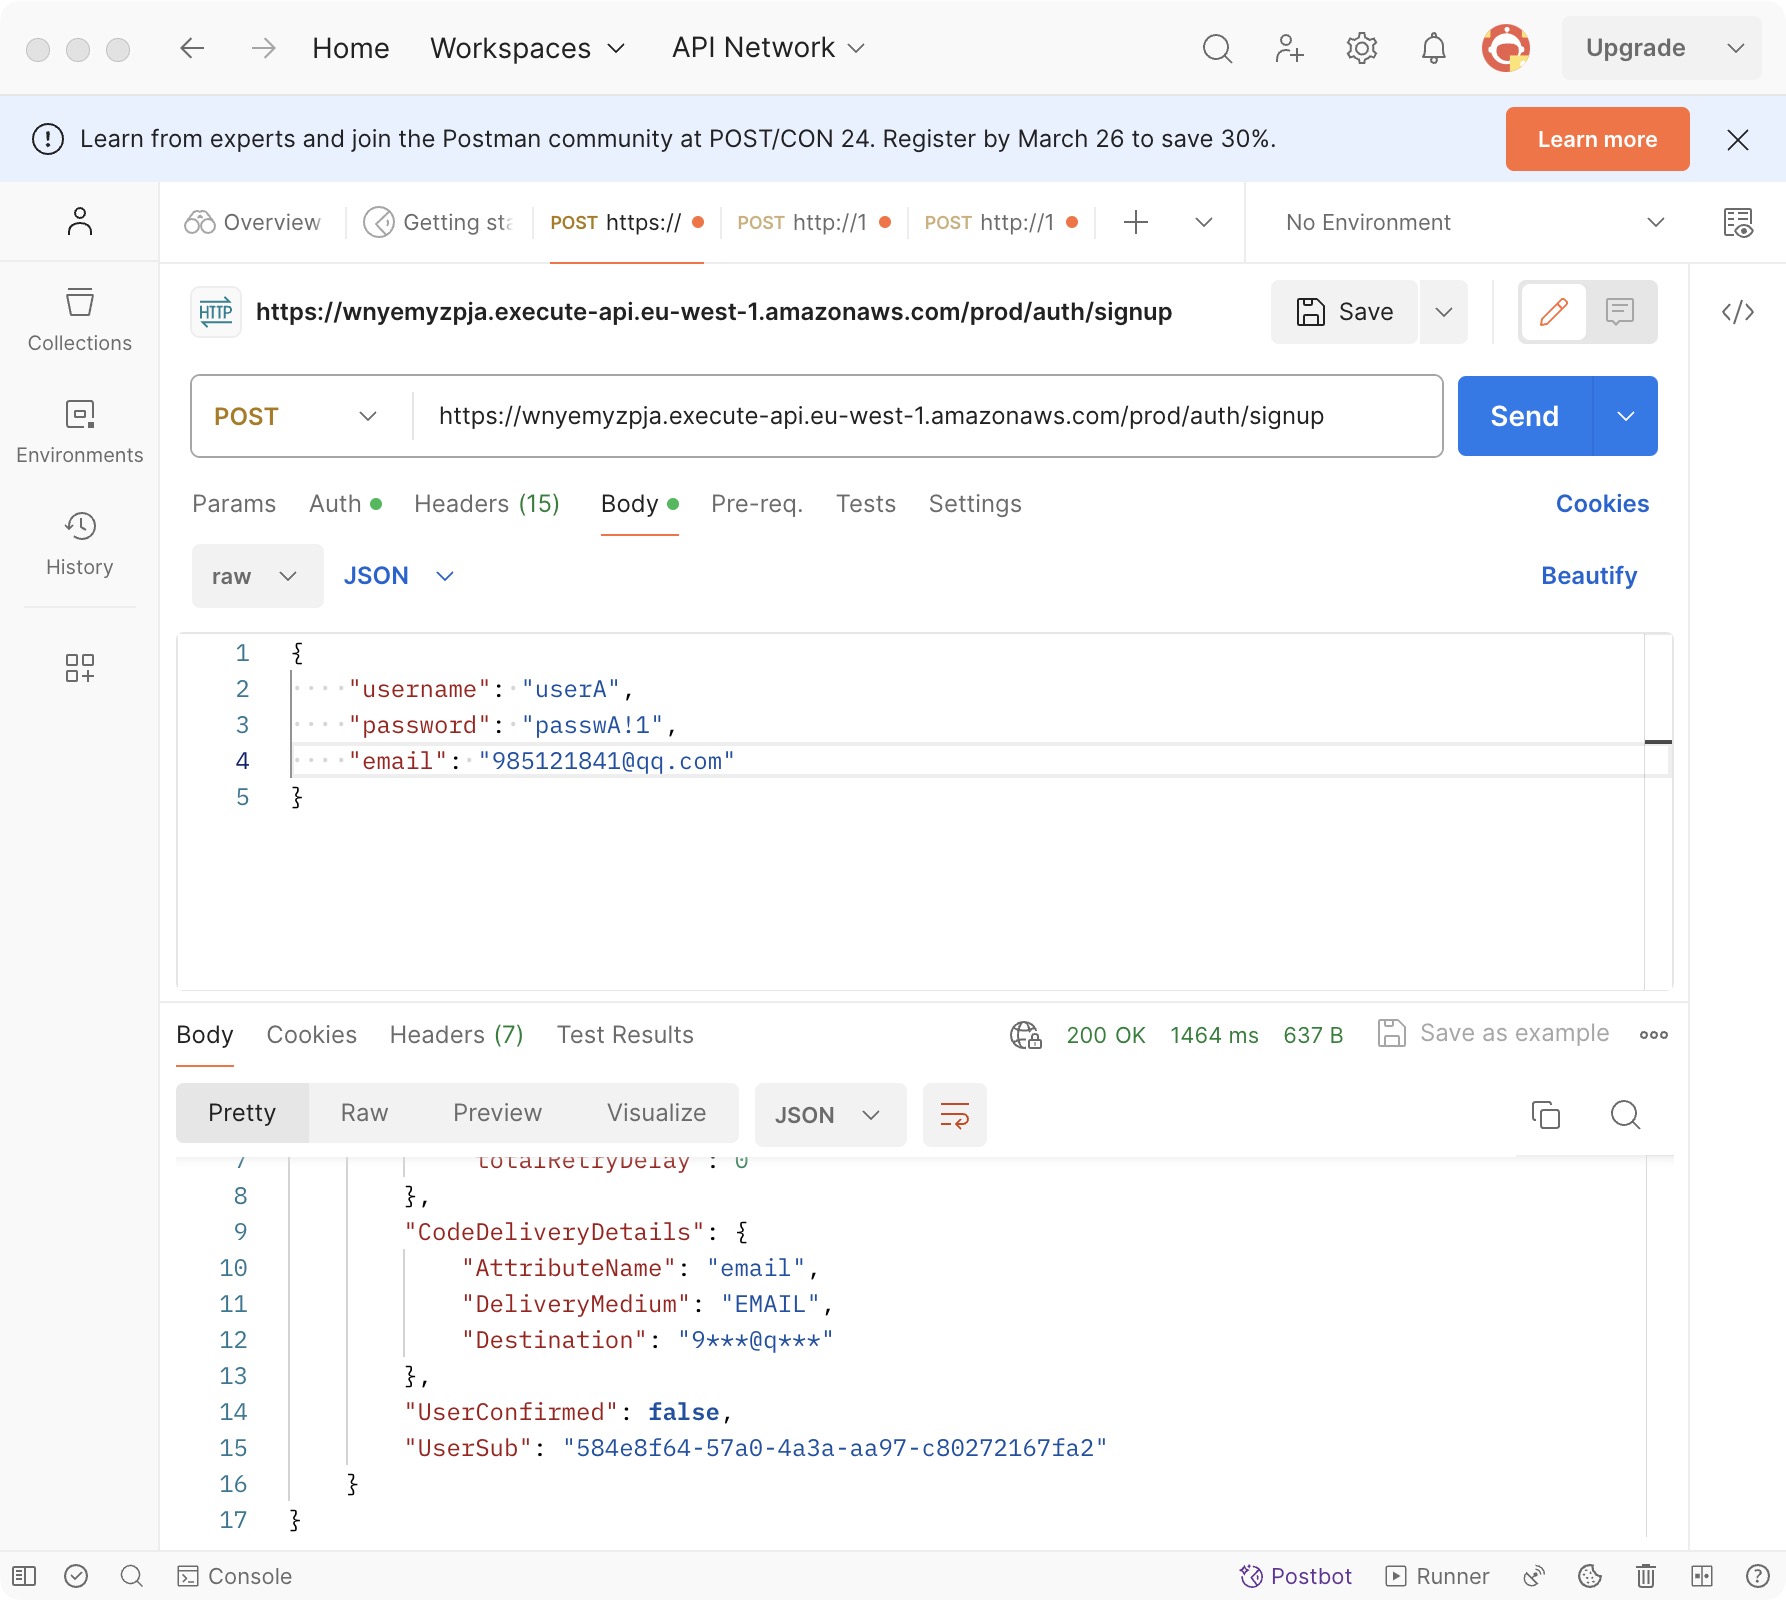 Home Workspaces API Network Upgrade
Learn from experts and join the Postman community at POST/CON 24. Register by March 26 to save 30%. Learn more
Overview Getting sta POST https:// POST http://1 POST http://1 No Environment
HTTP https://wnyemyzpja.execute-api.eu-west-1.amazonaws.com/prod/auth/signup Save
Collections
POST https://wnyemyzpja.execute-api.eu-west-1.amazonaws.com/prod/auth/signup Send
Environments
Params Auth Headers (15) Body Pre-req. Tests Settings Cookies
History
raw JSON Beautify
1 {
2 "username": "userA",
3 "password": "passwA!1",
4 "email": "985121841@qq.com"
5 }
Body Cookies Headers (7) Test Results 200 OK 1464 ms 637 B Save as example
Pretty Raw Preview Visualize JSON
7 totalRetryDelay": 0
8 },
9 "CodeDeliveryDetails": {
10 "AttributeName": "email",
11 "DeliveryMedium": "EMAIL",
12 "Destination": "9***@q***"
13 },
14 "UserConfirmed": false,
15 "UserSub": "584e8f64-57a0-4a3a-aa97-c80272167fa2"
16 }
17 }
Console Postbot Runner